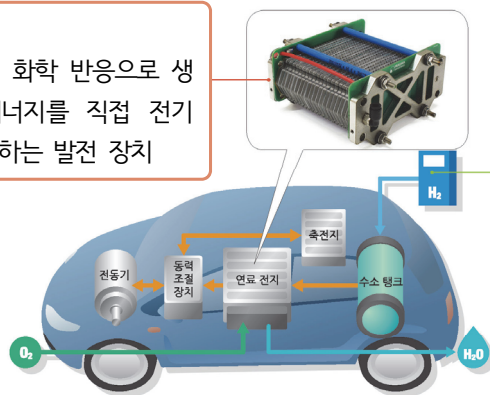 화학 반응으로 생
너지를 직접 전기
하는 발전 장치
H₂
축전지
전동기
동력
조절
장치
연료 전지
수소 탱크
O₂
H₂O